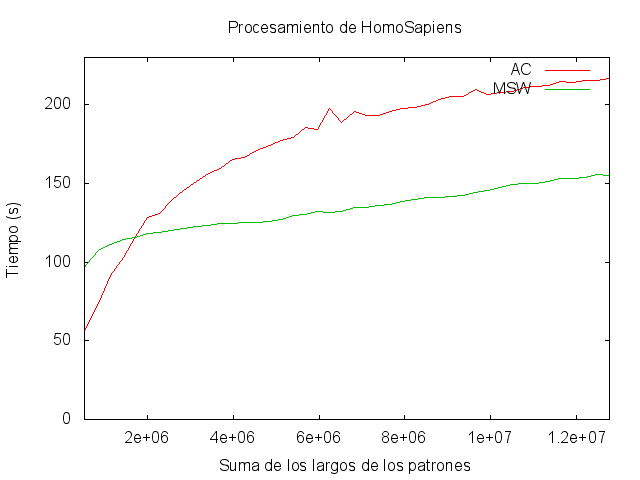 Procesamiento de HomoSapiens
AC
MSW
200
150
100
50
0
Tiempo (s)
2e+06 4e+06 6e+06 8e+06 1e+07 1.2e+07
Suma de los largos de los patrones